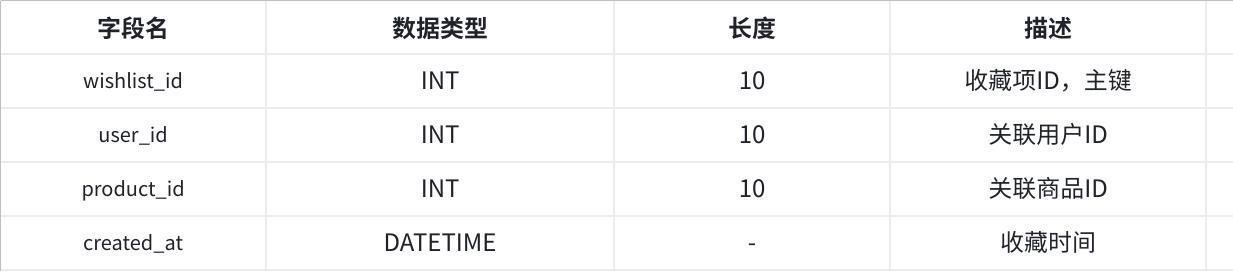 字段名 数据类型 长度 描述
wishlist_id INT 10 收藏项ID，主键
user_id INT 10 关联用户ID
product_id INT 10 关联商品ID
created_at DATETIME - 收藏时间